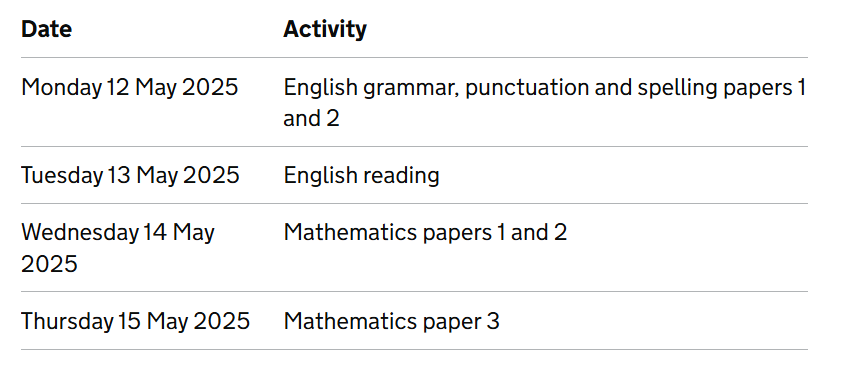 Date Activity
Monday 12 May 2025 English grammar, punctuation and spelling papers 1
and 2
Tuesday 13 May 2025 English reading
Wednesday 14 May Mathematics papers 1 and 2
2025
Thursday 15 May 2025 Mathematics paper 3